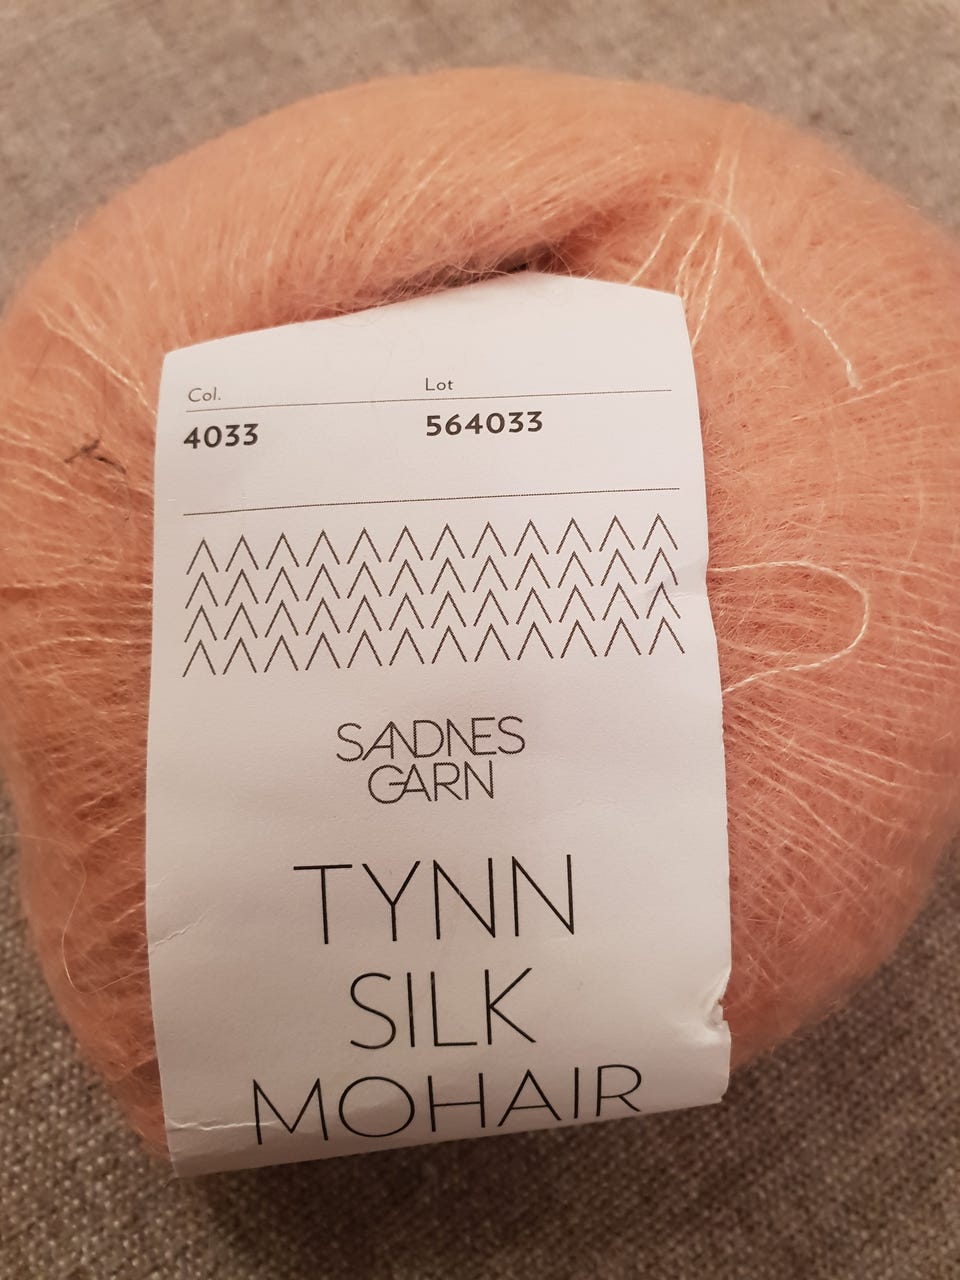 Col. Lot
4033 564033
SANDNES
GARN
TYNN
SILK
MOHAIR